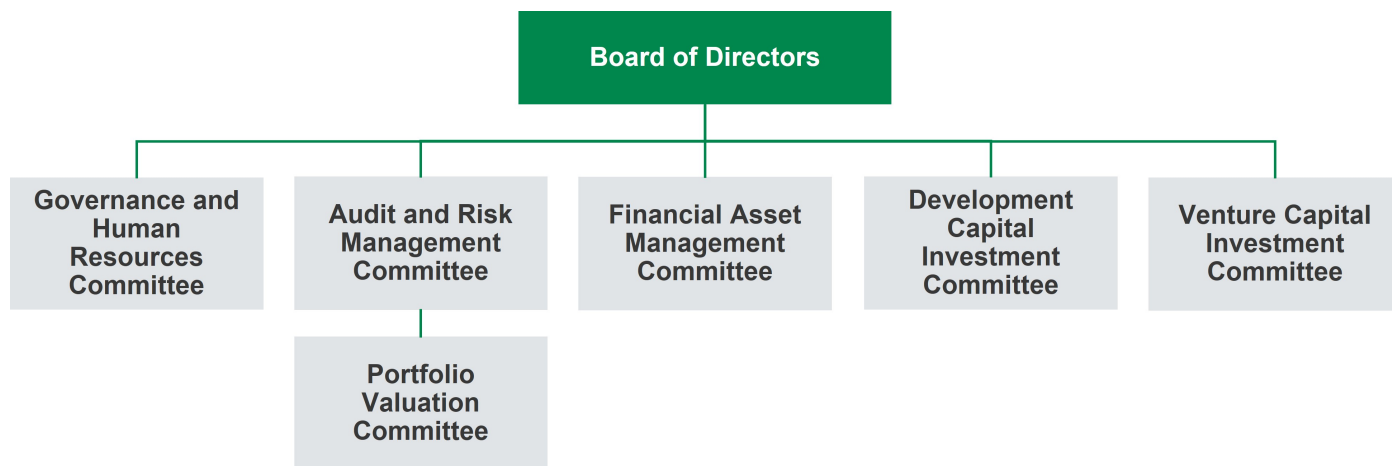 Board of Directors
Governance and
Human
Resources
Committee
Audit and Risk
Management
Committee
Financial Asset
Management
Committee
Development
Capital
Investment
Committee
Venture Capital
Investment
Committee
Portfolio
Valuation
Committee